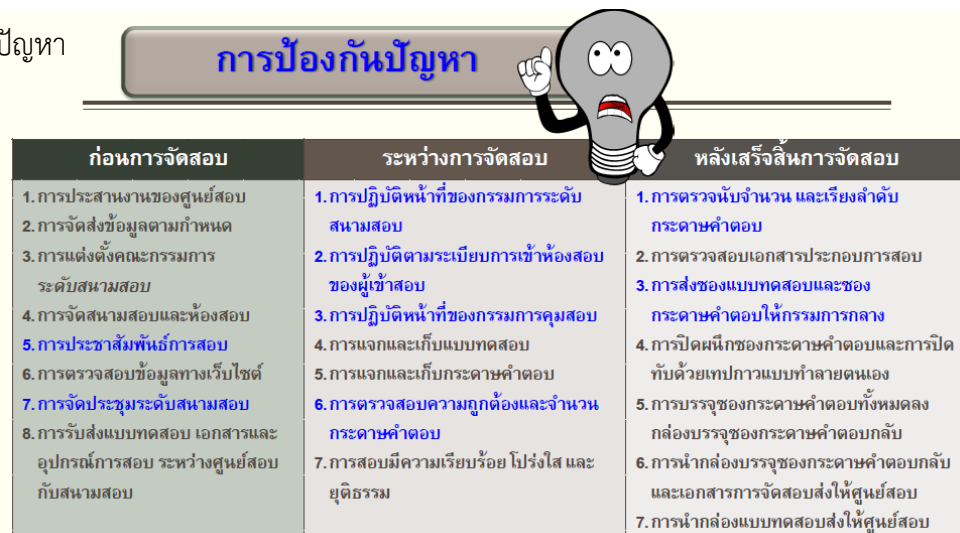 ปัญหา
การป้องกันปัญหา
ก่อนการจัดสอบ
1. การประสานงานของศูนย์สอบ
2. การจัดส่งข้อมูลตามกำหนด
3. การแต่งตั้งคณะกรรมการ
ระดับสนามสอบ
4. การจัดสนามสอบและห้องสอบ
5. การประชาสัมพันธ์การสอบ
6. การตรวจสอบข้อมูลทางเว็บไซต์
7. การจัดประชุมระดับสนามสอบ
8. การรับส่งแบบทดสอบ เอกสารและ
อุปกรณ์การสอบ ระหว่างศูนย์สอบ
กับสนามสอบ
ระหว่างการจัดสอบ
1. การปฏิบัติหน้าที่ของกรรมการระดับ
สนามสอบ
2. การปฏิบัติตามระเบียบการเข้าห้องสอบ
ของผู้เข้าสอบ
3. การปฏิบัติหน้าที่ของกรรมการคุมสอบ
4. การแจกและเก็บแบบทดสอบ
5. การแจกและเก็บกระดาษคำตอบ
6. การตรวจสอบความถูกต้องและจำนวน
กระดาษคำตอบ
7. การสอบมีความเรียบร้อย โปร่งใส และ
ยุติธรรม
หลังเสร็จสิ้นการจัดสอบ
1. การตรวจนับจำนวน และเรียงลำดับ
กระดาษคำตอบ
2. การตรวจสอบเอกสารประกอบการสอบ
3. การส่งซองแบบทดสอบและซอง
กระดาษคำตอบให้กรรมการกลาง
4. การปิดผนึกซองกระดาษคำตอบและการปิด
ทับด้วยเทปกาวแบบทำลายตนเอง
5. การบรรจุซองกระดาษคำตอบทั้งหมดลง
กล่องบรรจุซองกระดาษคำตอบกลับ
6. การนำกล่องบรรจุซองกระดาษคำตอบกลับ
และเอกสารการจัดสอบส่งให้ศูนย์สอบ
7. การนำกล่องแบบทดสอบส่งให้ศูนย์สอบ